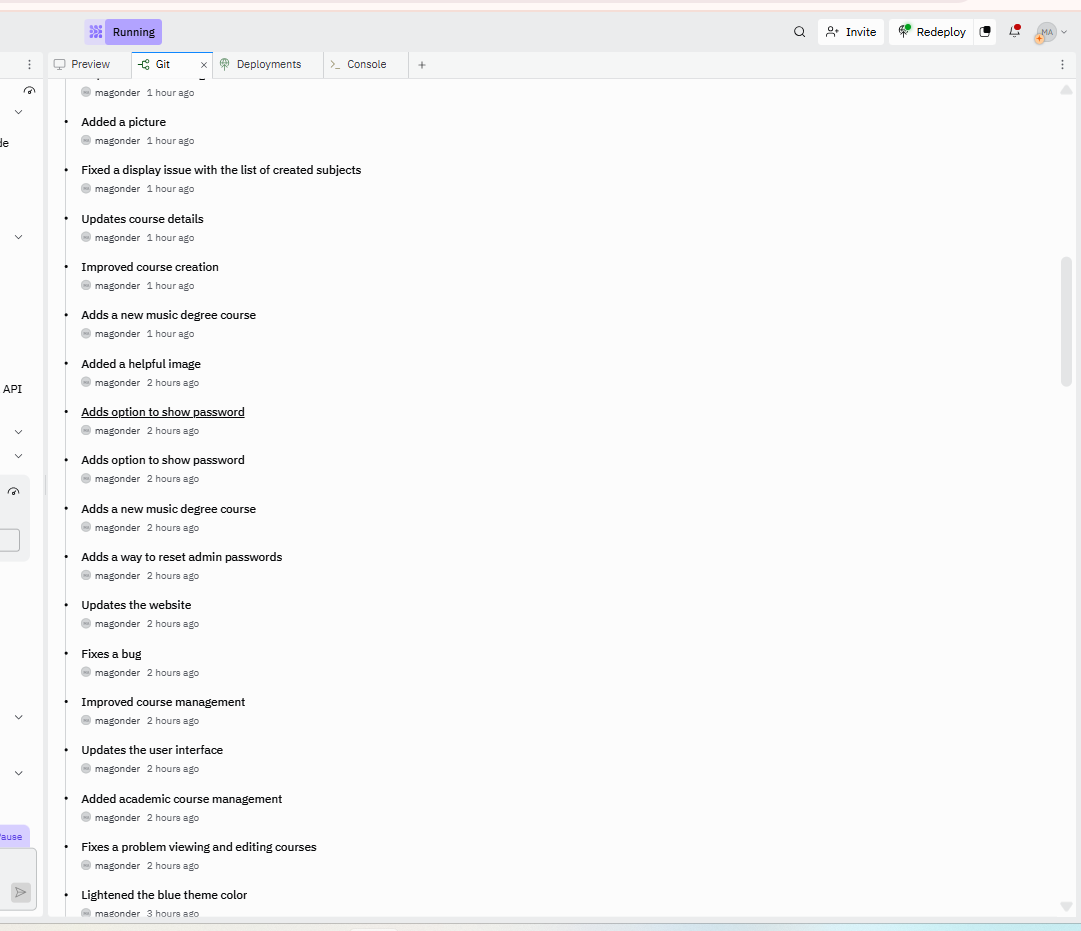 Running
Invite
Redeploy
MA
Preview
Git
Deployments
Console
magonder 1 hour ago
Added a picture
magonder 1 hour ago
Fixed a display issue with the list of created subjects
magonder 1 hour ago
Updates course details
magonder 1 hour ago
Improved course creation
magonder 1 hour ago
Adds a new music degree course
magonder 1 hour ago
Added a helpful image
magonder 2 hours ago
Adds option to show password
magonder 2 hours ago
Adds option to show password
magonder 2 hours ago
Adds a new music degree course
magonder 2 hours ago
Adds a way to reset admin passwords
magonder 2 hours ago
Updates the website
magonder 2 hours ago
Fixes a bug
magonder 2 hours ago
Improved course management
magonder 2 hours ago
Updates the user interface
magonder 2 hours ago
Added academic course management
magonder 2 hours ago
Fixes a problem viewing and editing courses
magonder 2 hours ago
Lightened the blue theme color
magonder 3 hours ago
de
API
ause